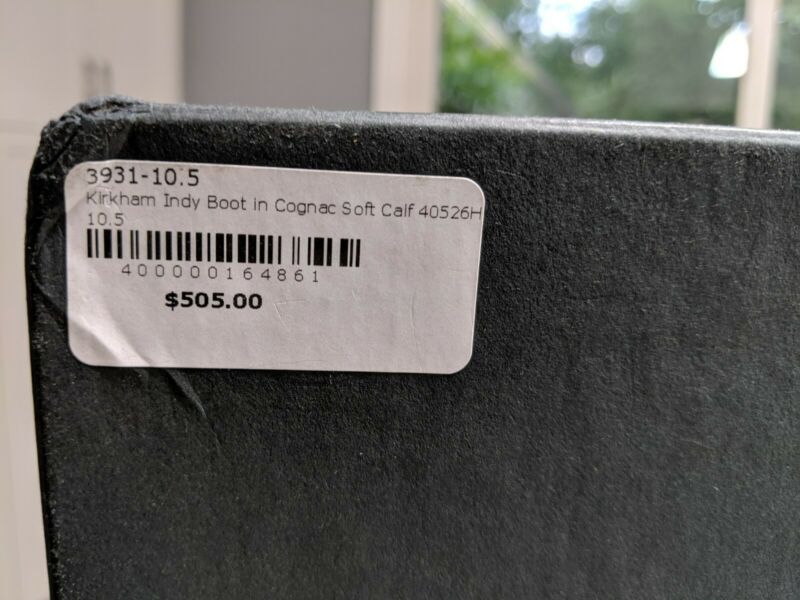 3931-10.5
Kirkham Indy Boot in Cognac Soft Calf 40526H
10.5
400000164861
$505.00